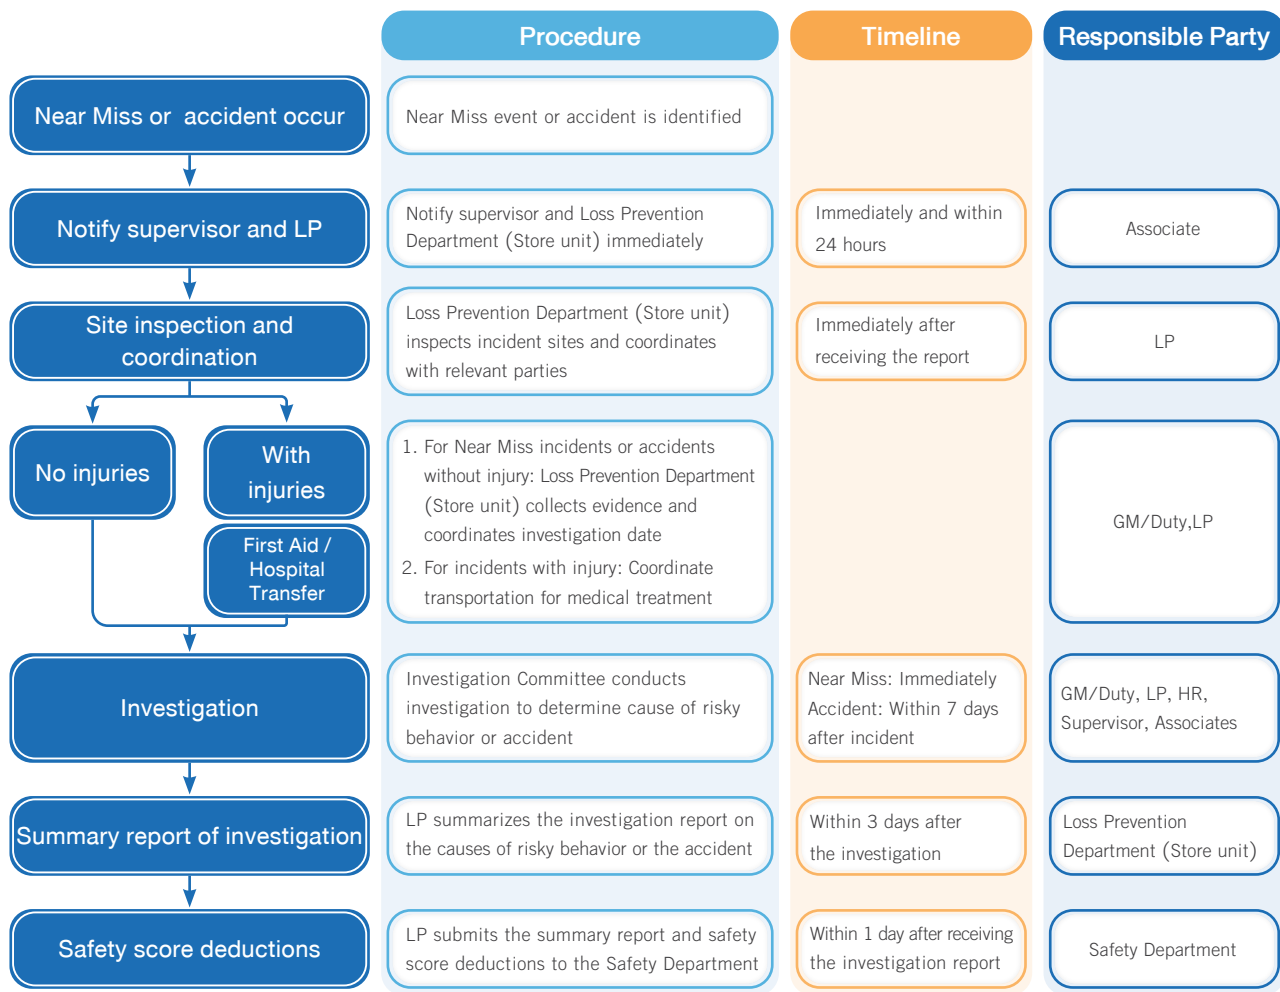 Procedure
Timeline
Responsible Party
Near Miss or accident occur
Near Miss event or accident is identified
Notify supervisor and LP
Notify supervisor and Loss Prevention
Department (Store unit) immediately
Immediately and within
24 hours
Associate
Site inspection and
coordination
Loss Prevention Department (Store unit)
inspects incident sites and coordinates
with relevant parties
Immediately after
receiving the report
LP
No injuries
With
injuries
First Aid /
Hospital
Transfer
1. For Near Miss incidents or accidents
without injury: Loss Prevention Department
(Store unit) collects evidence and
coordinates investigation date
2. For incidents with injury: Coordinate
transportation for medical treatment
GM/Duty,LP
Investigation
Investigation Committee conducts
investigation to determine cause of risky
behavior or accident
Near Miss: Immediately
Accident: Within 7 days
after incident
GM/Duty, LP, HR,
Supervisor, Associates
Summary report of investigation
LP summarizes the investigation report on
the causes of risky behavior or the accident
Within 3 days after
the investigation
Loss Prevention
Department (Store unit)
Safety score deductions
LP submits the summary report and safety
score deductions to the Safety Department
Within 1 day after receiving
the investigation report
Safety Department